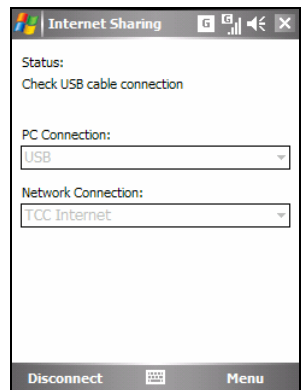 Internet Sharing G G
Status:
Check USB cable connection
PC Connection:
USB
Network Connection:
TCC Internet
Disconnect Menu